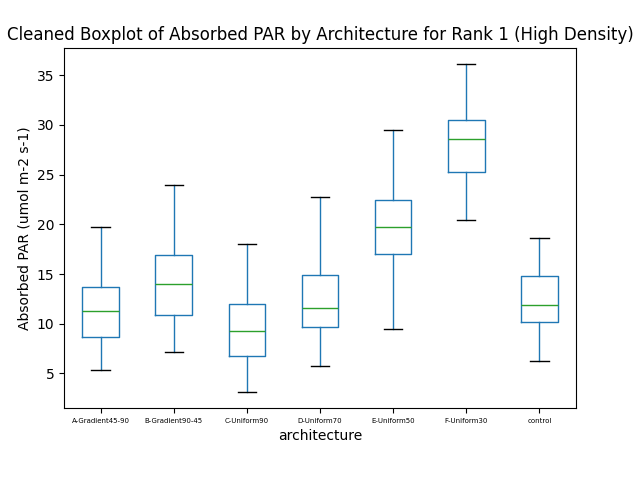 Cleaned Boxplot of Absorbed PAR by Architecture for Rank 1 (High Density)
Absorbed PAR (umol m-2 s-1)
35
30
25
20
15
10
5
A-Gradient45-90 B-Gradient90-45 C-Uniform90 D-Uniform70 E-Uniform50 F-Uniform30 control
architecture